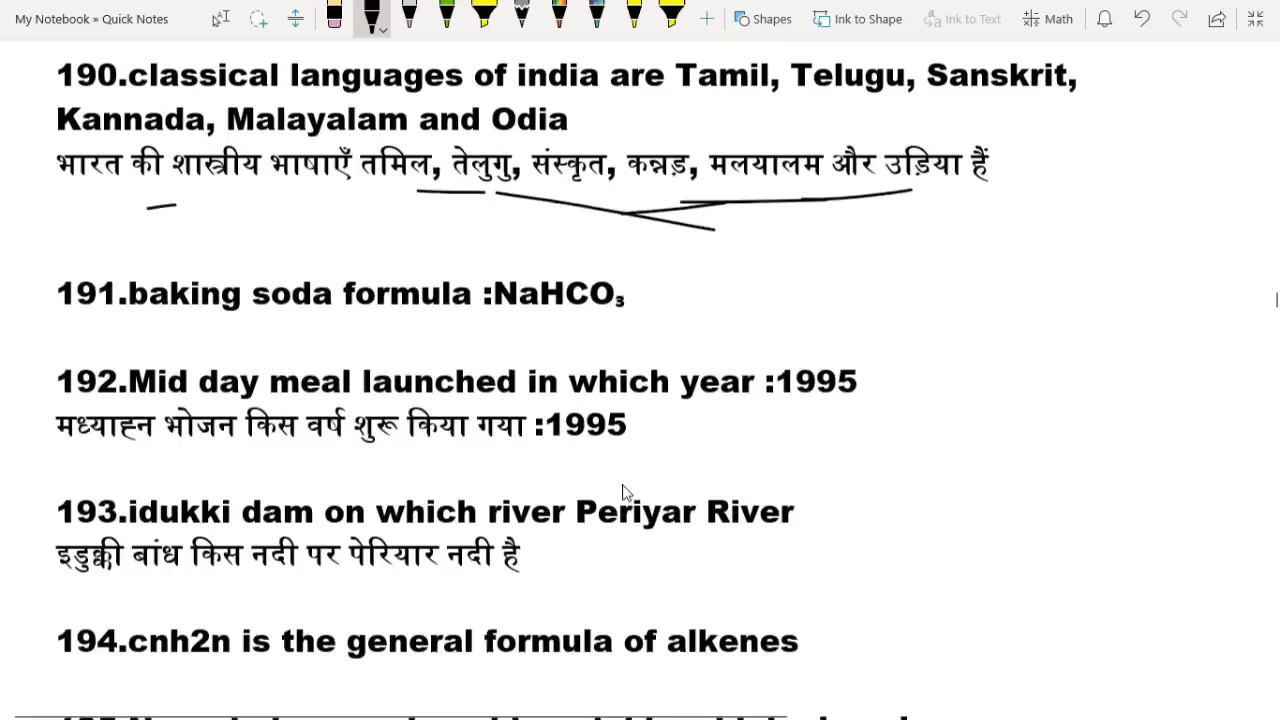 My Notebook » Quick Notes
Shapes
Ink to Shape
Ink to Text
Math
190.classical languages of india are Tamil, Telugu, Sanskrit,
Kannada, Malayalam and Odia
भारत की शास्त्रीय भाषाएँ तमिल, तेलुगु, संस्कृत, कन्नड़, मलयालम और उड़िया हैं
191.baking soda formula :NaHCO₃
192.Mid day meal launched in which year :1995
मध्याह्न भोजन किस वर्ष शुरू किया गया :1995
193.idukki dam on which river Periyar River
इडुक्की बांध किस नदी पर पेरियार नदी है
194.cnh2n is the general formula of alkenes